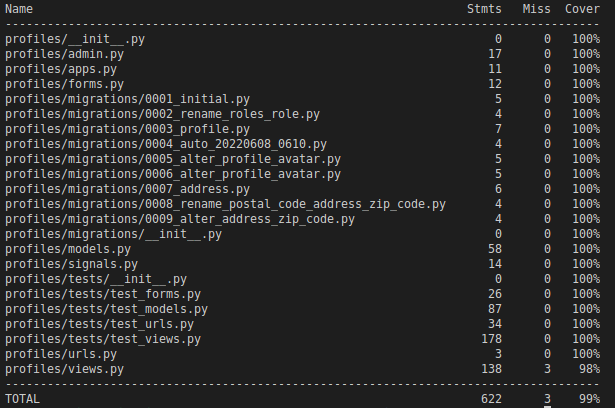 Name Stmts Miss Cover
--------------------------------------------------------------------------------
profiles/__init__.py 0 0 100%
profiles/admin.py 17 0 100%
profiles/apps.py 11 0 100%
profiles/forms.py 12 0 100%
profiles/migrations/0001_initial.py 5 0 100%
profiles/migrations/0002_rename_roles_role.py 4 0 100%
profiles/migrations/0003_profile.py 7 0 100%
profiles/migrations/0004_auto_20220608_0610.py 4 0 100%
profiles/migrations/0005_alter_profile_avatar.py 5 0 100%
profiles/migrations/0006_alter_profile_avatar.py 5 0 100%
profiles/migrations/0007_address.py 6 0 100%
profiles/migrations/0008_rename_postal_code_address_zip_code.py 4 0 100%
profiles/migrations/0009_alter_address_zip_code.py 4 0 100%
profiles/migrations/__init__.py 0 0 100%
profiles/models.py 58 0 100%
profiles/signals.py 14 0 100%
profiles/tests/__init__.py 0 0 100%
profiles/tests/test_forms.py 26 0 100%
profiles/tests/test_models.py 87 0 100%
profiles/tests/test_urls.py 34 0 100%
profiles/tests/test_views.py 178 0 100%
profiles/urls.py 3 0 100%
profiles/views.py 138 3 98%
--------------------------------------------------------------------------------
TOTAL 622 3 99%